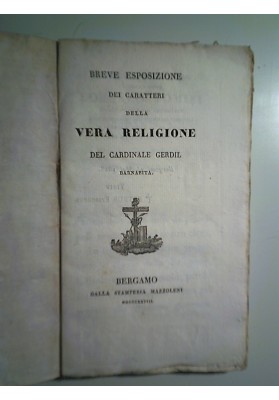 BREVE ESPOSIZIONE
DEI CARATTERI
DELLA
VERA RELIGIONE
DEL CARDINALE GERDIL
BARNABITA.
BERGAMO
DALLA STAMPERIA MAZZOLENI